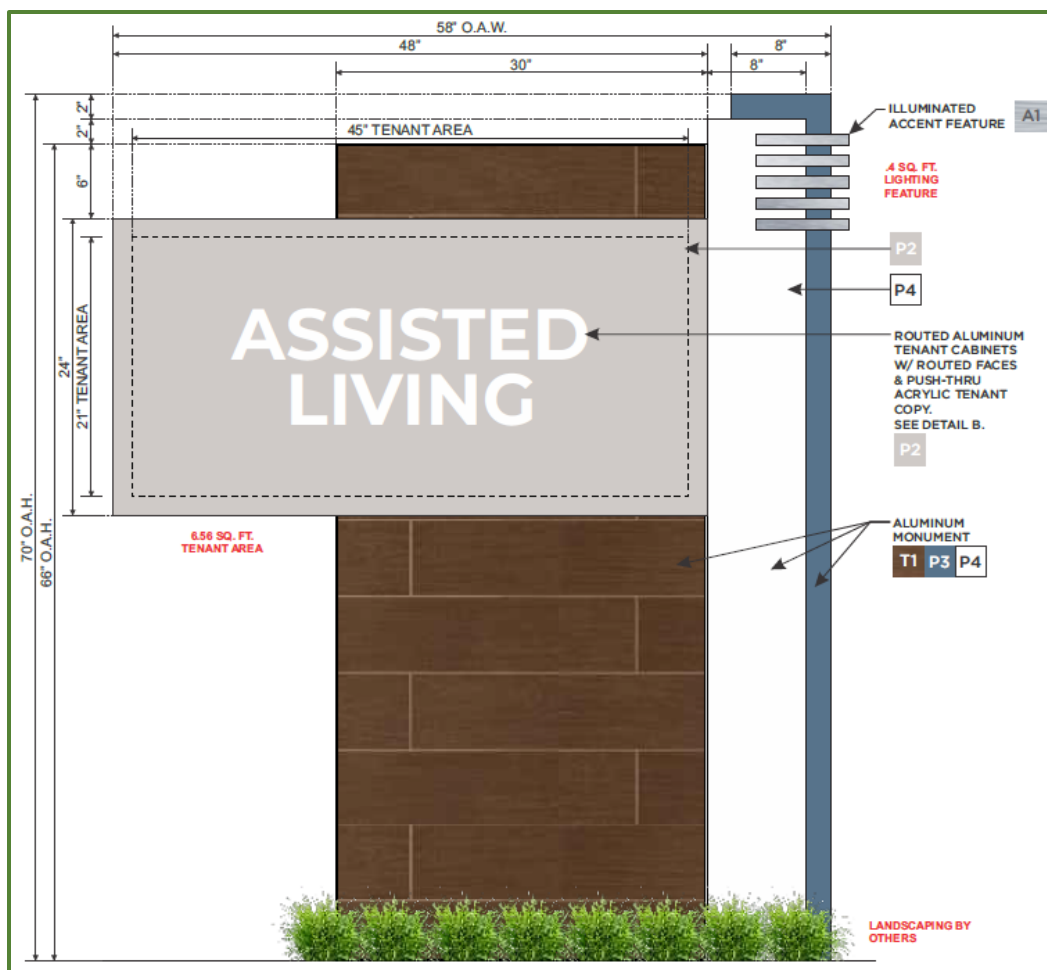 58" O.A.W.
48"
8"
30"
8"
2"
2"
45" TENANT AREA
6"
ILLUMINATED
ACCENT FEATURE
A1
.4 SQ. FT.
LIGHTING
FEATURE
P2
P4
ASSISTED
LIVING
24"
21" TENANT AREA
ROUTED ALUMINUM
TENANT CABINETS
W/ ROUTED FACES
& PUSH-THRU
ACRYLIC TENANT
COPY.
SEE DETAIL B.
P2
70" O.A.H.
66" O.A.H.
6.56 SQ. FT.
TENANT AREA
ALUMINUM
MONUMENT
T1 P3 P4
LANDSCAPING BY
OTHERS